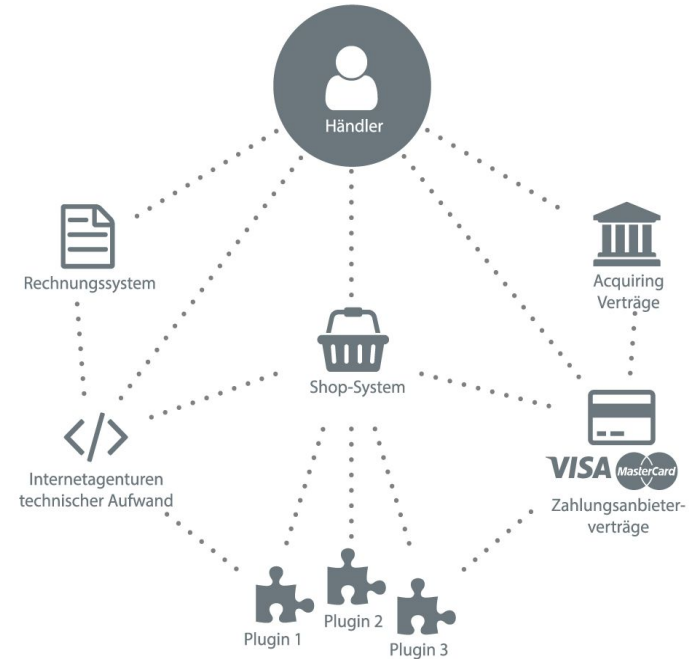 Händler
Rechnungssystem
Acquiring
Verträge
Shop-System
Internetagenturen
technischer Aufwand
VISA MasterCard
Zahlungsanbieter-
verträge
Plugin 1
Plugin 2
Plugin 3